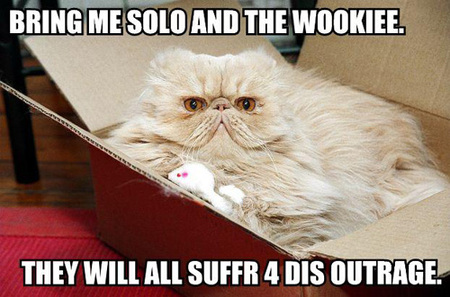 BRING ME SOLO AND THE WOOKIEE.
THEY WILL ALL SUFFR 4 DIS OUTRAGE.